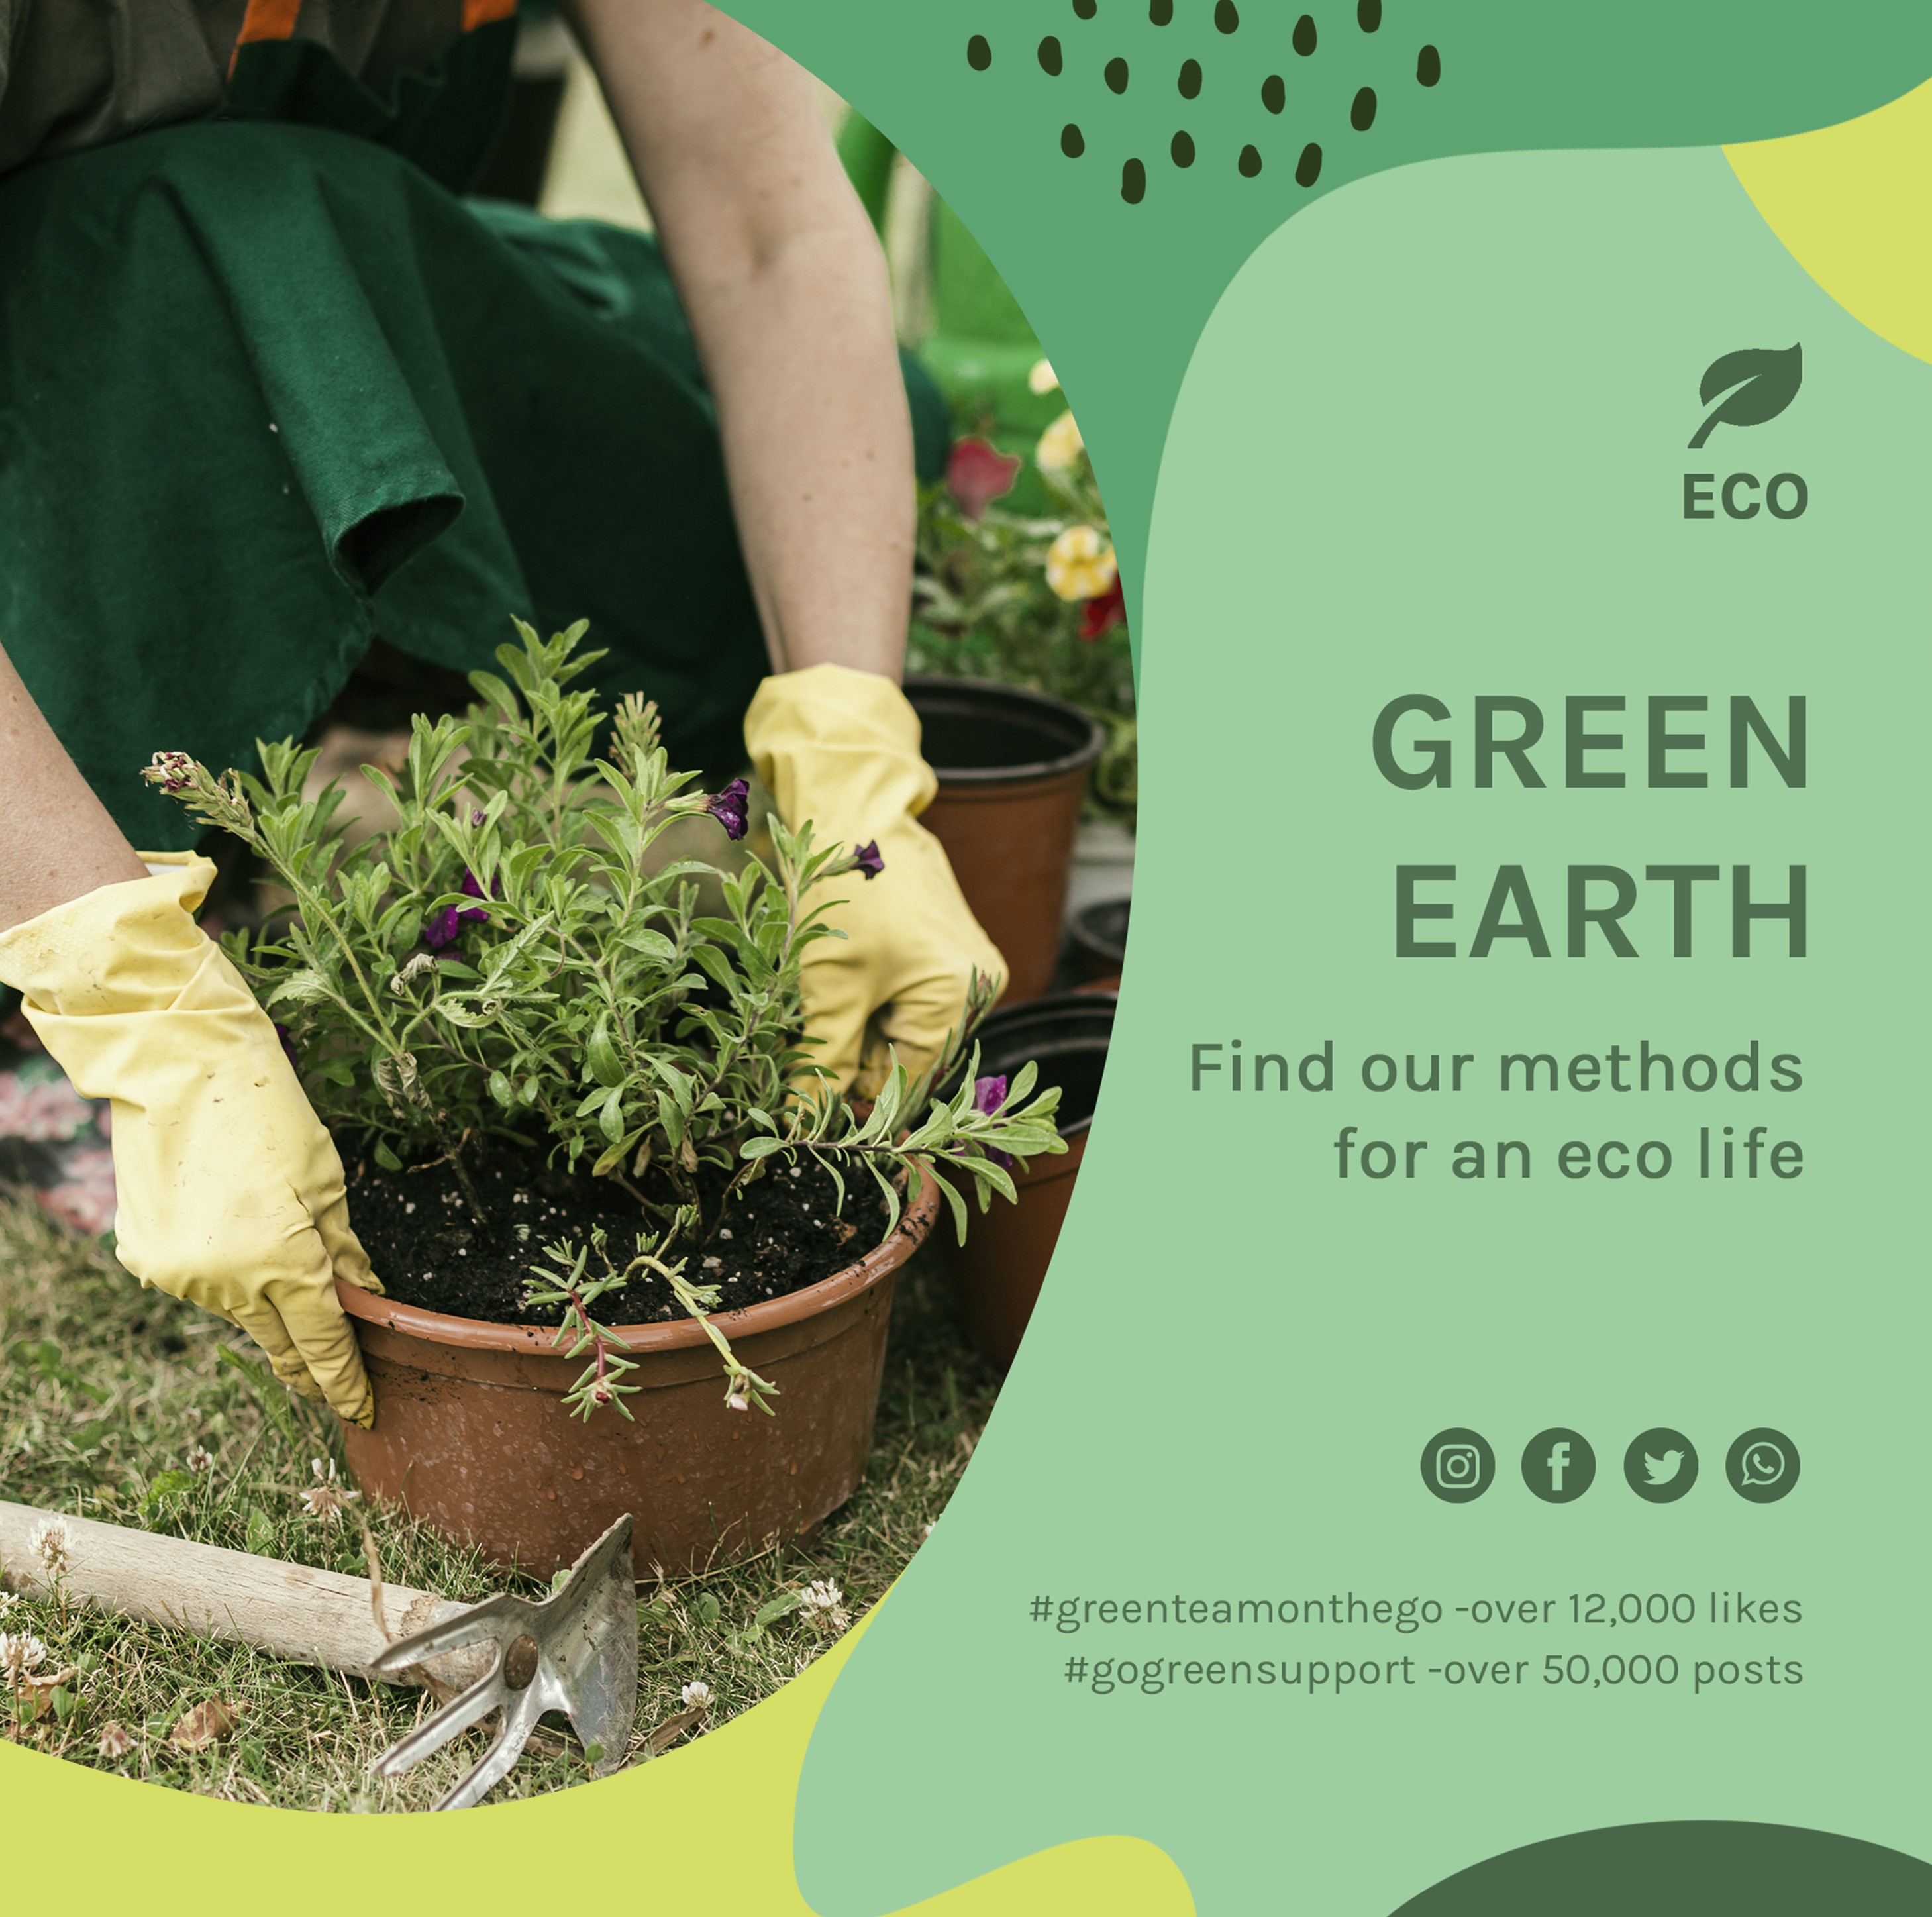 ECO
GREEN
EARTH
Find our methods
for an eco life
#greenteamonthego -over 12,000 likes
#gogreensupport -over 50,000 posts